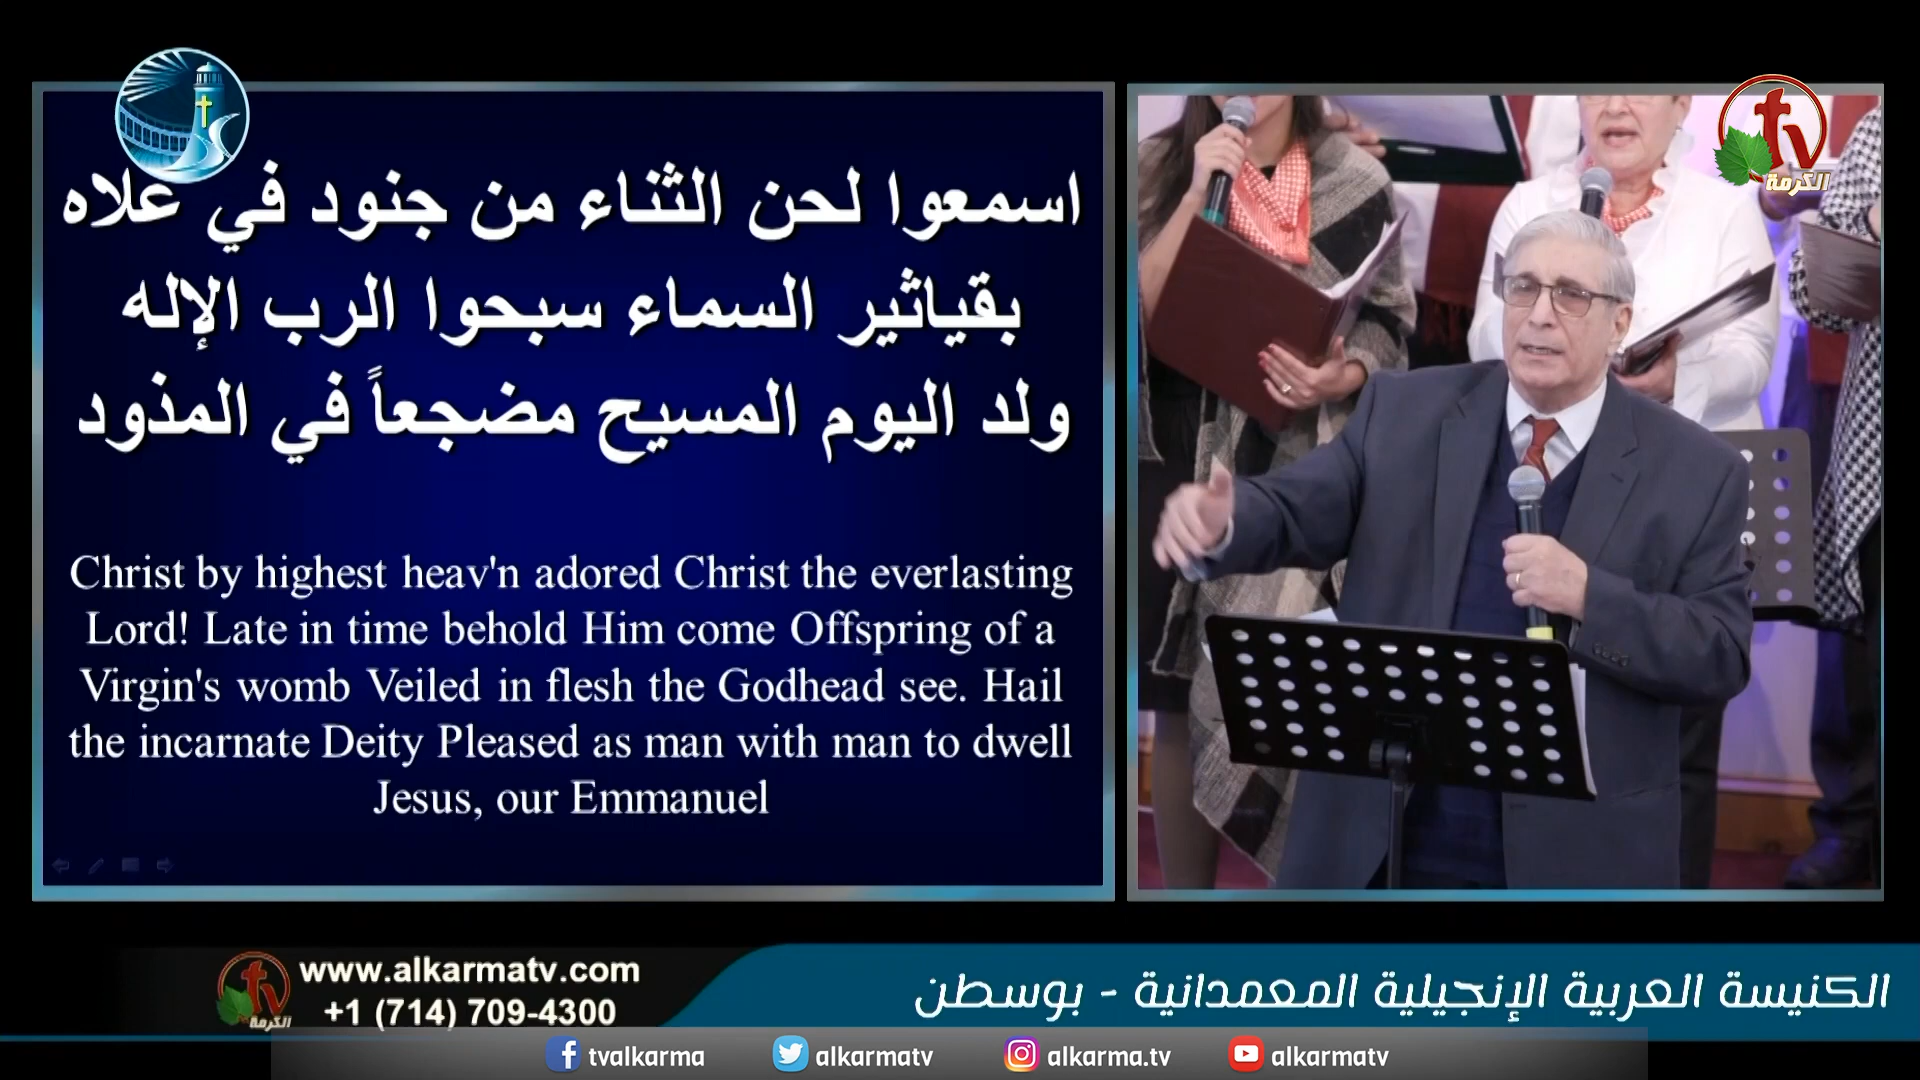 اسمعوا لحن الثناء من جنود في علاه
بقياثير السماء سبحوا الرب الإله
ولد اليوم المسيح مضجعاً في المذود
Christ by highest heav'n adored Christ the everlasting
Lord! Late in time behold Him come Offspring of a
Virgin's womb Veiled in flesh the Godhead see. Hail
the incarnate Deity Pleased as man with man to dwell
Jesus, our Emmanuel
tv
الكرمة
tv
الكرمة
www.alkarmatv.com
+1 (714) 709-4300
الكنيسة العربية الإنجيلية المعمدانية - بوسطن
tvalkarma
alkarmatv
alkarma.tv
alkarmatv